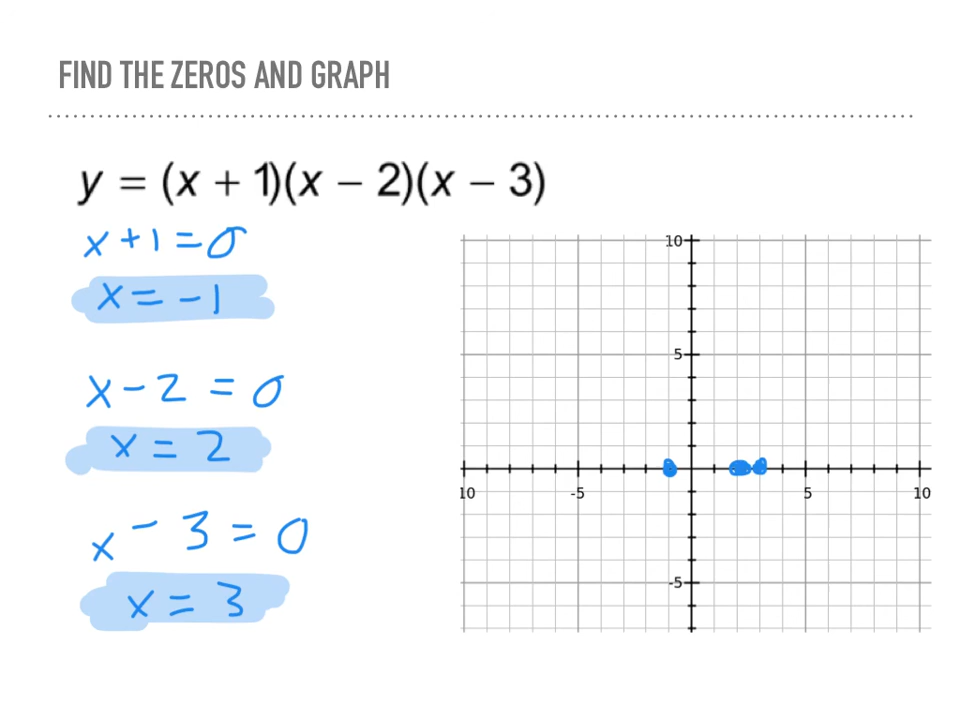 FIND THE ZEROS AND GRAPH
y = (x + 1)(x − 2)(x − 3)
x + 1 = 0
x = −1
x − 2 = 0
x = 2
x − 3 = 0
x = 3
10
5
10 -5 5 10
-5